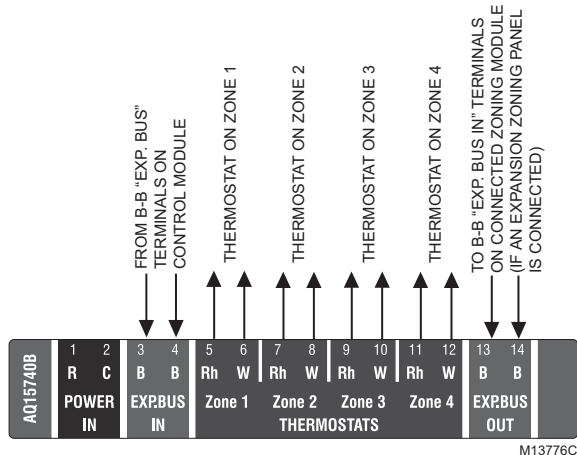 FROM B-B “EXP. BUS”
TERMINALS ON
CONTROL MODULE
THERMOSTAT ON ZONE 1
THERMOSTAT ON ZONE 2
THERMOSTAT ON ZONE 3
THERMOSTAT ON ZONE 4
TO B-B “EXP. BUS IN” TERMINALS
ON CONNECTED ZONING MODULE
(IF AN EXPANSION ZONING PANEL
IS CONNECTED)
AQ15740B
1 2 3 4 5 6 7 8 9 10 11 12 13 14
R C B B Rh W Rh W Rh W Rh W B B
POWER IN
EXP.BUS IN
Zone 1 Zone 2 Zone 3 Zone 4
THERMOSTATS
EXP.BUS OUT
M13776C